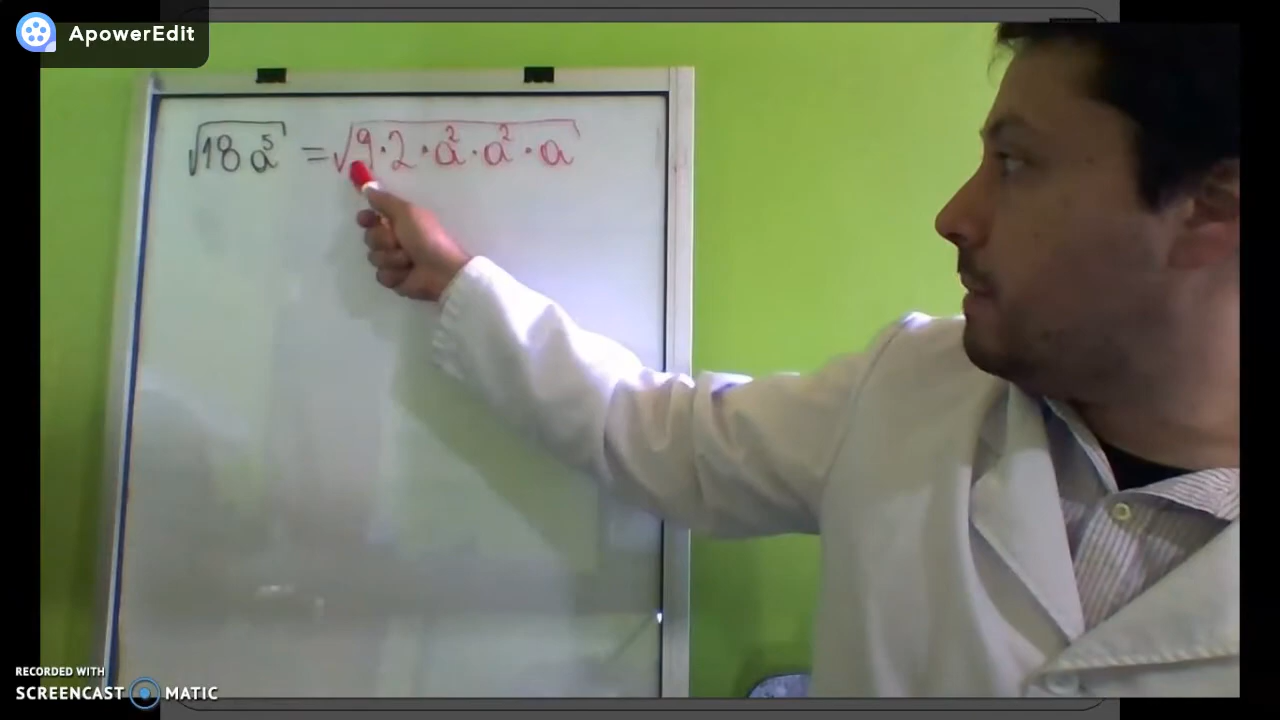 ApowerEdit
√18a⁵ = √9·2·a²·a²·a
RECORDED WITH
SCREENCAST MATIC